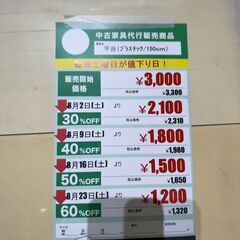 中古家具代行販売商品
平台(プラスチック/150cm)
毎週土曜日が値下り日!
販売開始価格 ¥3,000
税込価格 ¥3,300
8月2日(土) より 30%OFF ¥2,100
税込価格 ¥2,310
8月9日(土) より 40%OFF ¥1,800
税込価格 ¥1,980
8月16日(土) より 50%OFF ¥1,500
税込価格 ¥1,650
8月23日(土) より 60%OFF ¥1,200
税込価格 ¥1,320
W D H